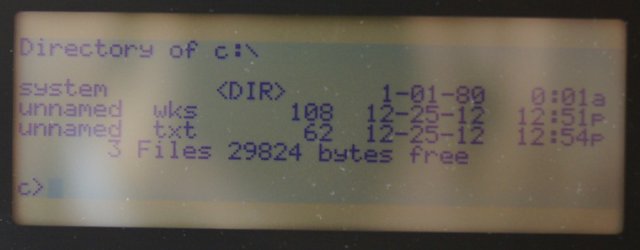 Directory of c:\
system <DIR> 1-01-80 0:01a
unnamed wks 108 12-25-12 12:51p
unnamed txt 62 12-25-12 12:54p
3 Files 29824 bytes free
c>